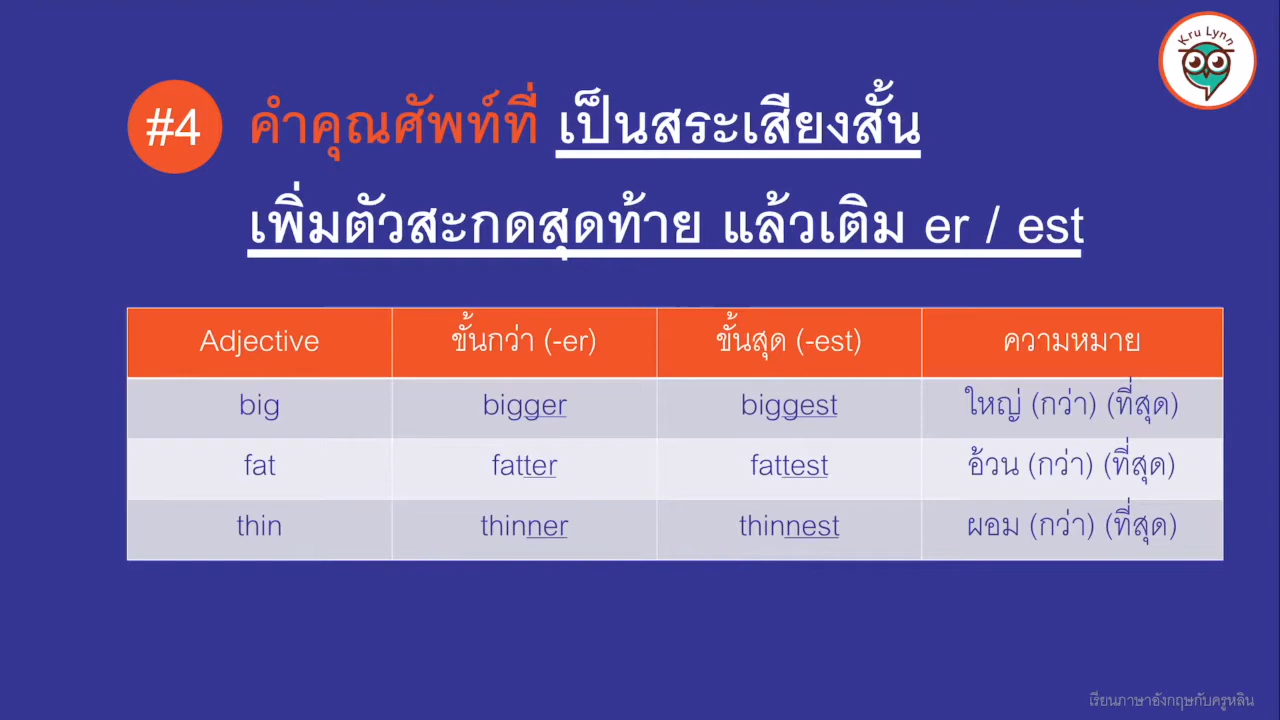 Kru Lynn
#4 คำคุณศัพท์ที่ เป็นสระเสียงสั้น
เพิ่มตัวสะกดสุดท้าย แล้วเติม er / est
Adjective ขั้นกว่า (-er) ขั้นสุด (-est) ความหมาย
big bigger biggest ใหญ่ (กว่า) (ที่สุด)
fat fatter fattest อ้วน (กว่า) (ที่สุด)
thin thinner thinnest ผอม (กว่า) (ที่สุด)
เรียนภาษาอังกฤษกับครูหลิน